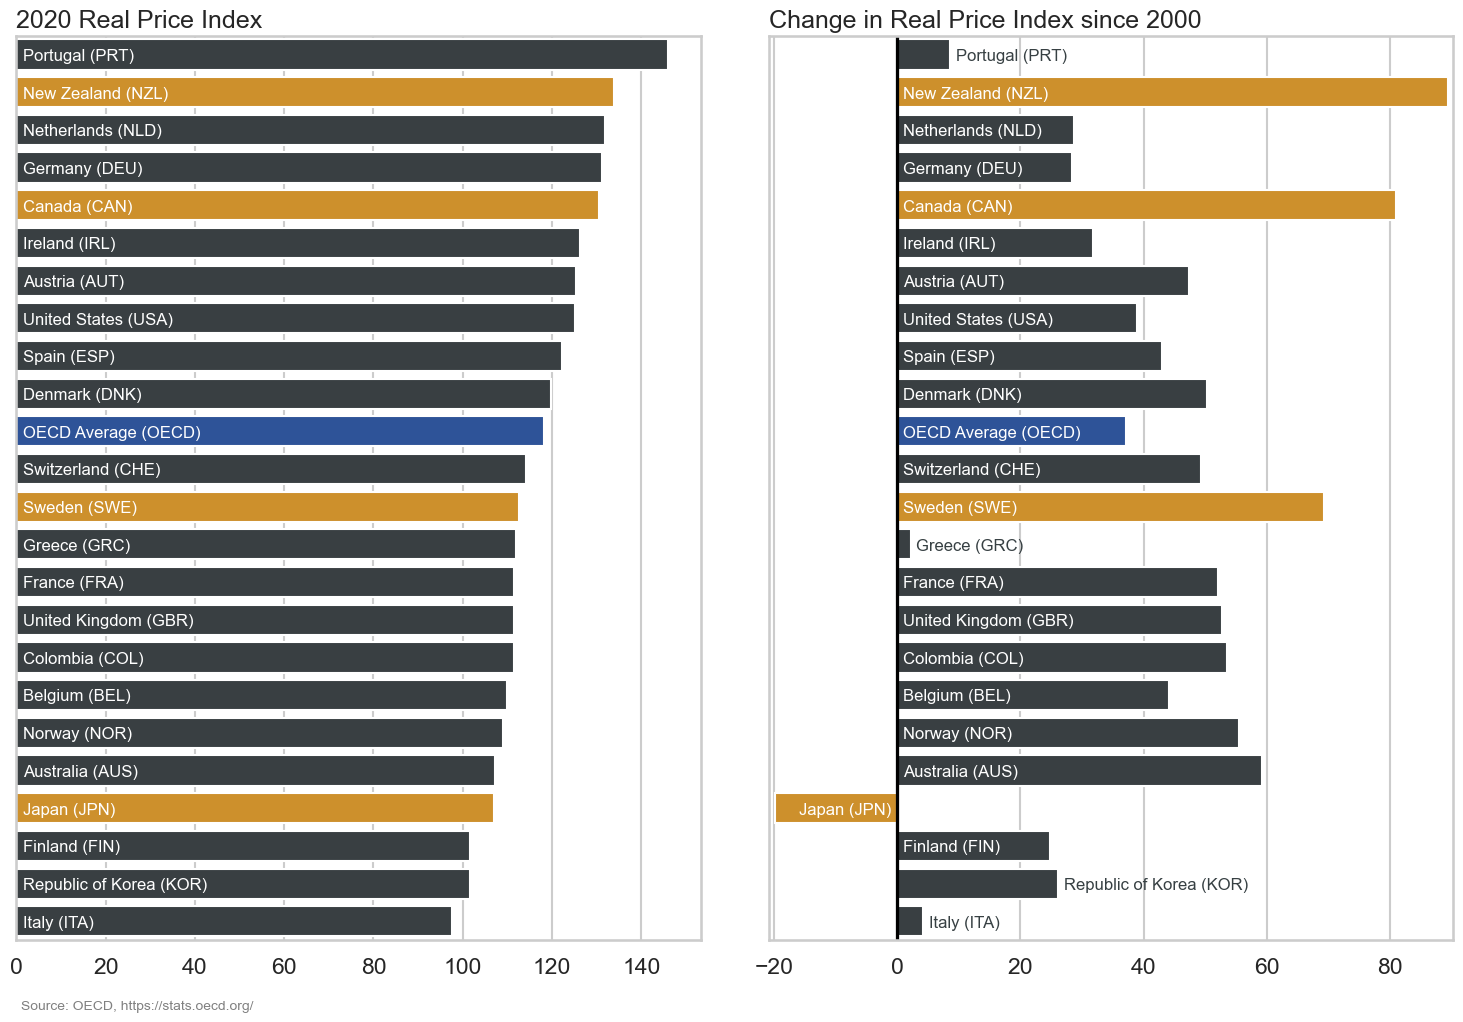 2020 Real Price Index
Portugal (PRT)
New Zealand (NZL)
Netherlands (NLD)
Germany (DEU)
Canada (CAN)
Ireland (IRL)
Austria (AUT)
United States (USA)
Spain (ESP)
Denmark (DNK)
OECD Average (OECD)
Switzerland (CHE)
Sweden (SWE)
Greece (GRC)
France (FRA)
United Kingdom (GBR)
Colombia (COL)
Belgium (BEL)
Norway (NOR)
Australia (AUS)
Japan (JPN)
Finland (FIN)
Republic of Korea (KOR)
Italy (ITA)
0 20 40 60 80 100 120 140
Change in Real Price Index since 2000
Portugal (PRT)
New Zealand (NZL)
Netherlands (NLD)
Germany (DEU)
Canada (CAN)
Ireland (IRL)
Austria (AUT)
United States (USA)
Spain (ESP)
Denmark (DNK)
OECD Average (OECD)
Switzerland (CHE)
Sweden (SWE)
Greece (GRC)
France (FRA)
United Kingdom (GBR)
Colombia (COL)
Belgium (BEL)
Norway (NOR)
Australia (AUS)
Japan (JPN)
Finland (FIN)
Republic of Korea (KOR)
Italy (ITA)
−20 0 20 40 60 80
Source: OECD, https://stats.oecd.org/